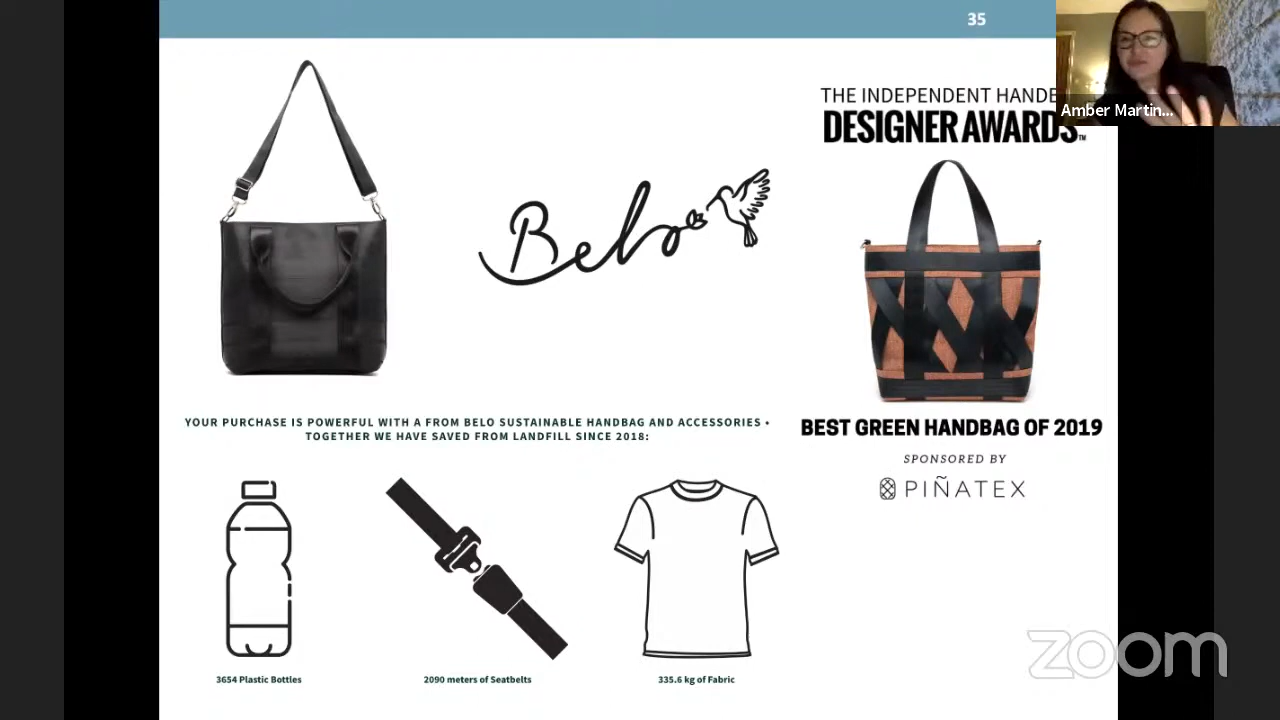 35
Amber Martin...
THE INDEPENDENT HANDB
DESIGNER AWARDS™
Belo
YOUR PURCHASE IS POWERFUL WITH A FROM BELO SUSTAINABLE HANDBAG AND ACCESSORIES •
TOGETHER WE HAVE SAVED FROM LANDFILL SINCE 2018:
BEST GREEN HANDBAG OF 2019
SPONSORED BY
PIÑATEX
3654 Plastic Bottles
2090 meters of Seatbelts
335.6 kg of Fabric
zoom